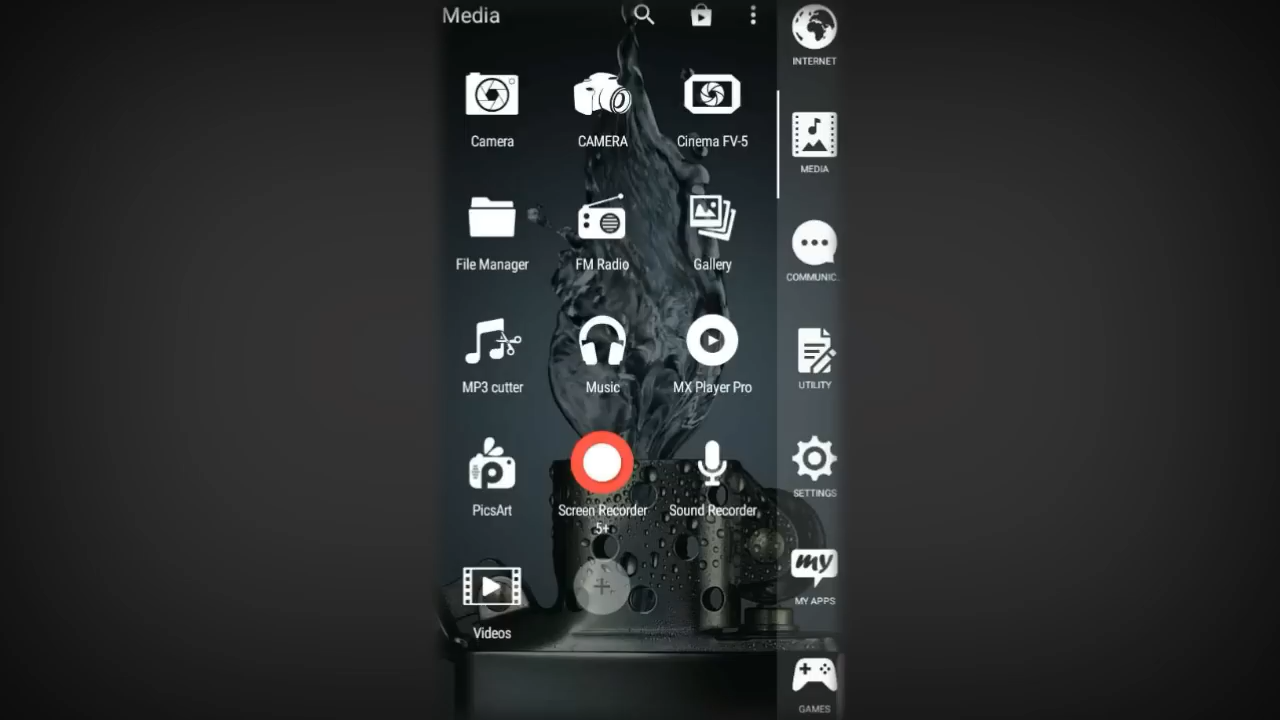 Media
Camera
CAMERA
Cinema FV-5
File Manager
FM Radio
Gallery
MP3 cutter
Music
MX Player Pro
PicsArt
Screen Recorder
5+
Sound Recorder
Videos
INTERNET
MEDIA
COMMUNIC.
UTILITY
SETTINGS
my
MY APPS
GAMES